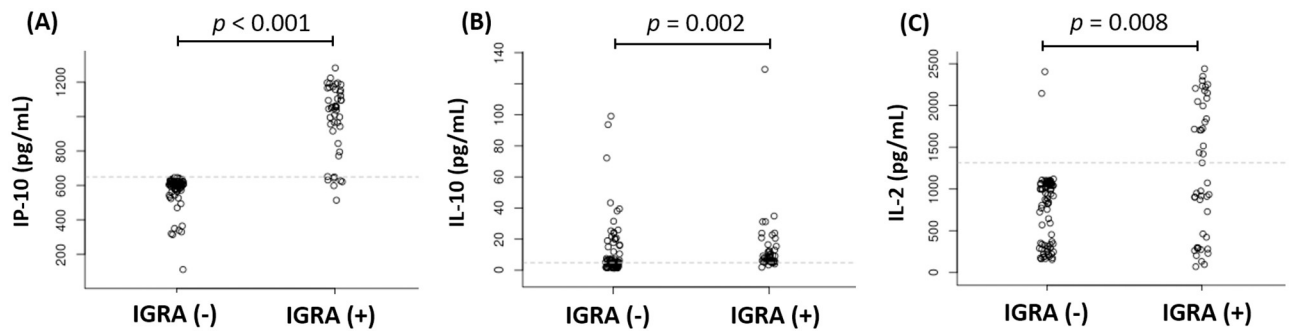 (A)
p < 0.001
IP-10 (pg/mL)
1200
800
600
400
200
IGRA (-)
IGRA (+)
(B)
p = 0.002
IL-10 (pg/mL)
140
100
80
60
40
20
0
IGRA (-)
IGRA (+)
(C)
p = 0.008
IL-2 (pg/mL)
2500
2000
1500
1000
500
0
IGRA (-)
IGRA (+)